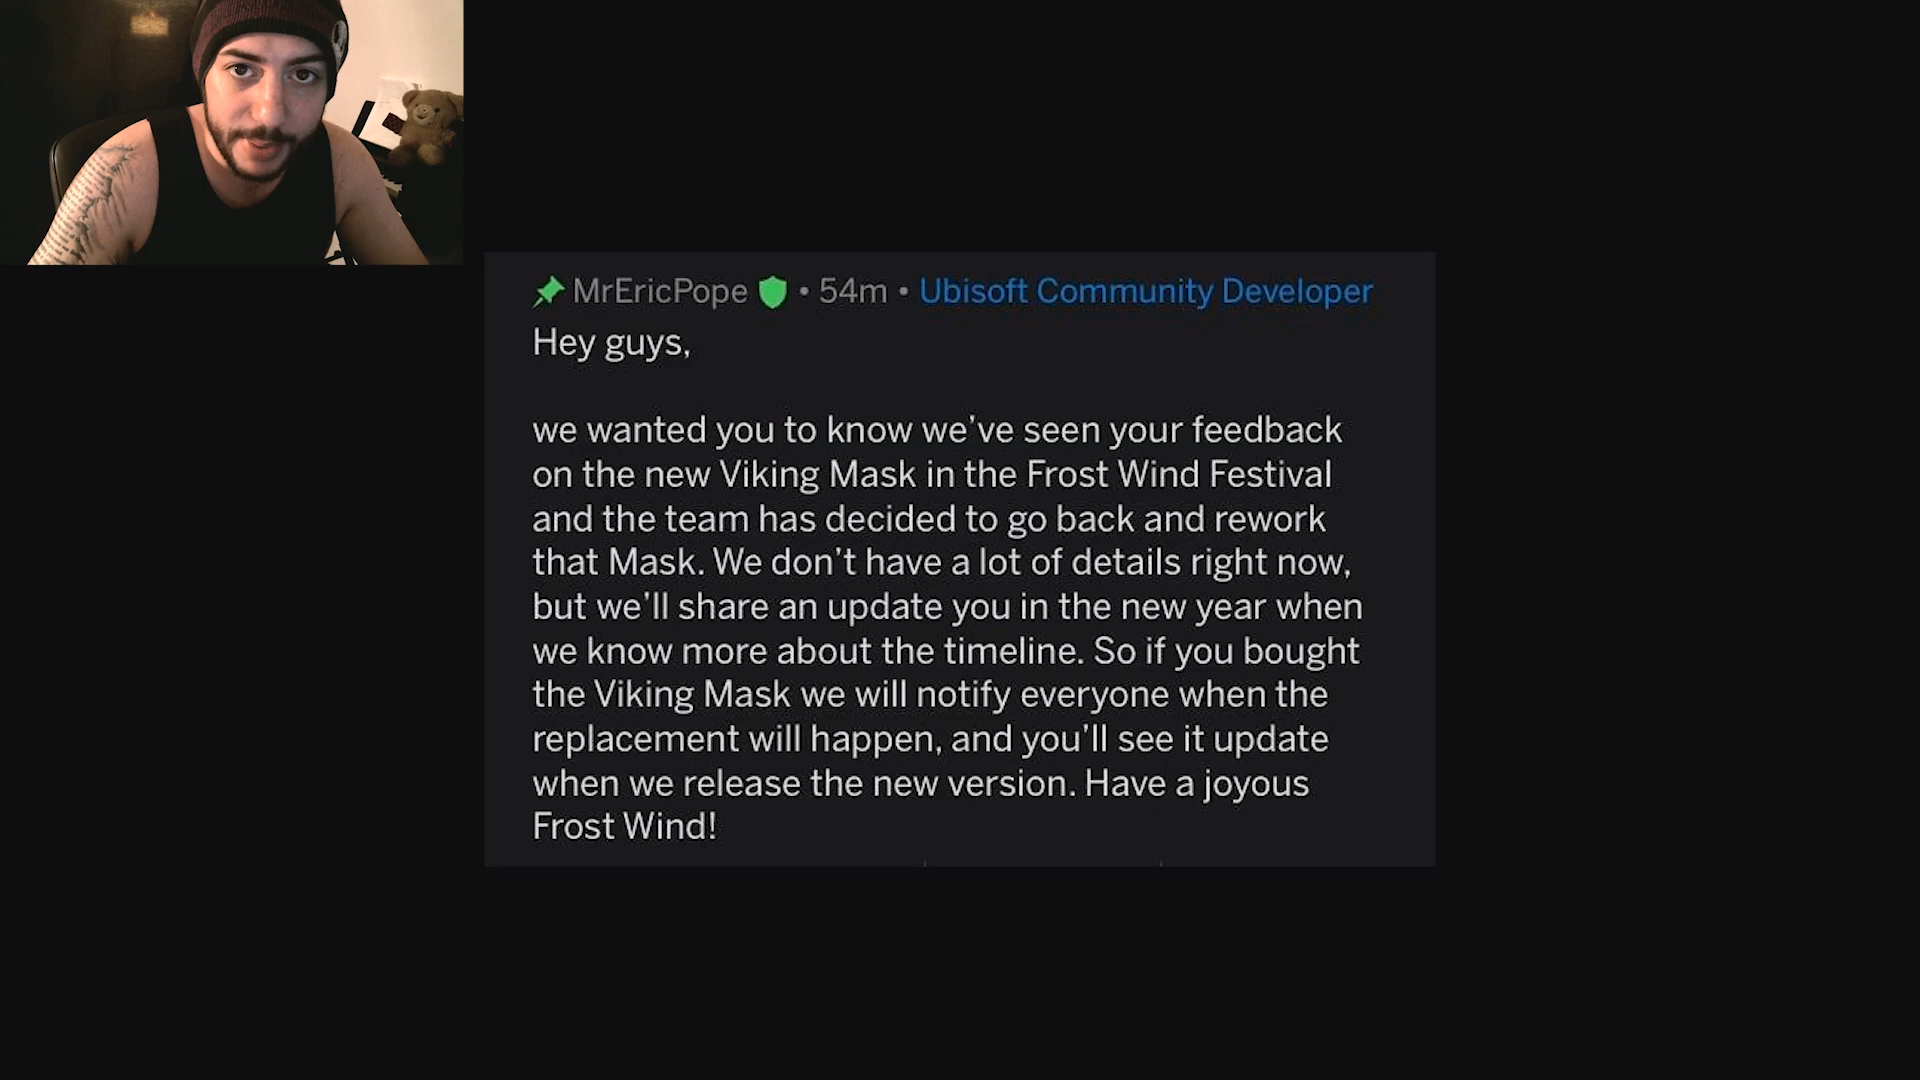 MrEricPope • 54m • Ubisoft Community Developer
Hey guys,
we wanted you to know we've seen your feedback
on the new Viking Mask in the Frost Wind Festival
and the team has decided to go back and rework
that Mask. We don't have a lot of details right now,
but we'll share an update you in the new year when
we know more about the timeline. So if you bought
the Viking Mask we will notify everyone when the
replacement will happen, and you'll see it update
when we release the new version. Have a joyous
Frost Wind!